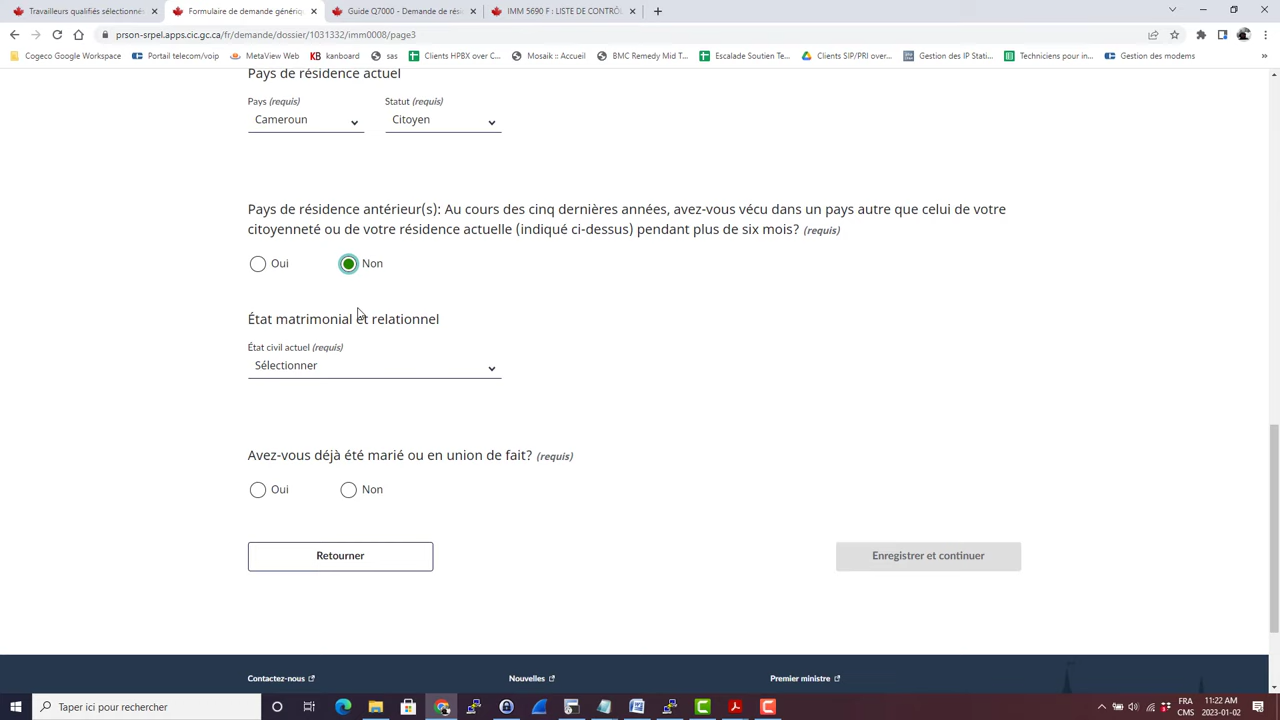 Travailleurs qualifiés sélectionnés
Formulaire de demande génériq
Guide Q7000 - Demande de rés
IMM 5690 F : LISTE DE CONTRÔ
prson-srpel.apps.cic.gc.ca/fr/demande/dossier/1031332/imm0008/page3
Cogeco Google Workspace
Portail telecom/voip
MetaView Web
KB kanboard
sas
Clients HPBX over C...
Mosaik :: Accueil
BMC Remedy Mid T...
Escalade Soutien Te...
Clients SIP/PRI over...
Gestion des IP Stati...
Techniciens pour in...
Gestion des modems
»
Pays de résidence actuel
Pays (requis)
Statut (requis)
Cameroun
Citoyen
Pays de résidence antérieur(s): Au cours des cinq dernières années, avez-vous vécu dans un pays autre que celui de votre
citoyenneté ou de votre résidence actuelle (indiqué ci-dessus) pendant plus de six mois? (requis)
Oui
Non
État matrimonial et relationnel
État civil actuel (requis)
Sélectionner
Avez-vous déjà été marié ou en union de fait? (requis)
Oui
Non
Retourner
Enregistrer et continuer
Contactez-nous
Nouvelles
Premier ministre
Taper ici pour rechercher
FR
CMS
11:22 AM
2023-01-02